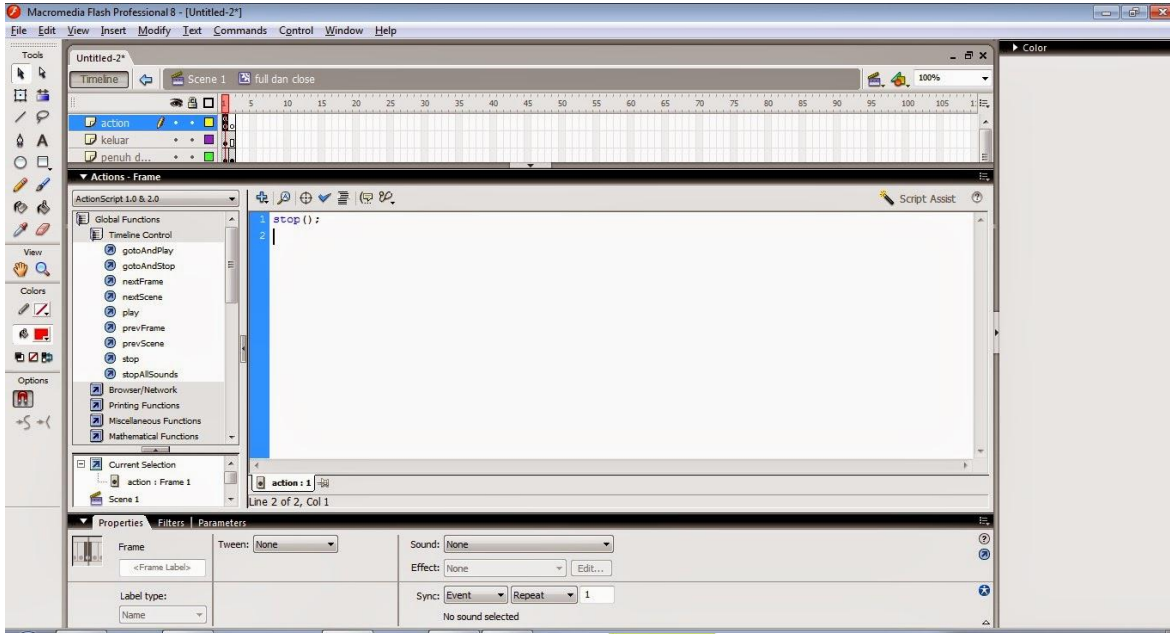 Macromedia Flash Professional 8 - [Untitled-2*]
File Edit View Insert Modify Text Commands Control Window Help
Tools
View
Colors
Options
Untitled-2*
Timeline Scene 1 full dan close 100%
1 5 10 15 20 25 30 35 40 45 50 55 60 65 70 75 80 85 90 95 100 105
action
keluar
penuh d...
Actions - Frame
ActionScript 1.0 & 2.0
Script Assist
Global Functions
Timeline Control
gotoAndPlay
gotoAndStop
nextFrame
nextScene
play
prevFrame
prevScene
stop
stopAllSounds
Browser/Network
Printing Functions
Miscellaneous Functions
Mathematical Functions
Current Selection
action : Frame 1
Scene 1
1 stop();
2
action : 1
Line 2 of 2, Col 1
Properties Filters Parameters
Frame
<Frame Label>
Label type:
Name
Tween: None
Sound: None
Effect: None Edit...
Sync: Event Repeat 1
No sound selected
Color